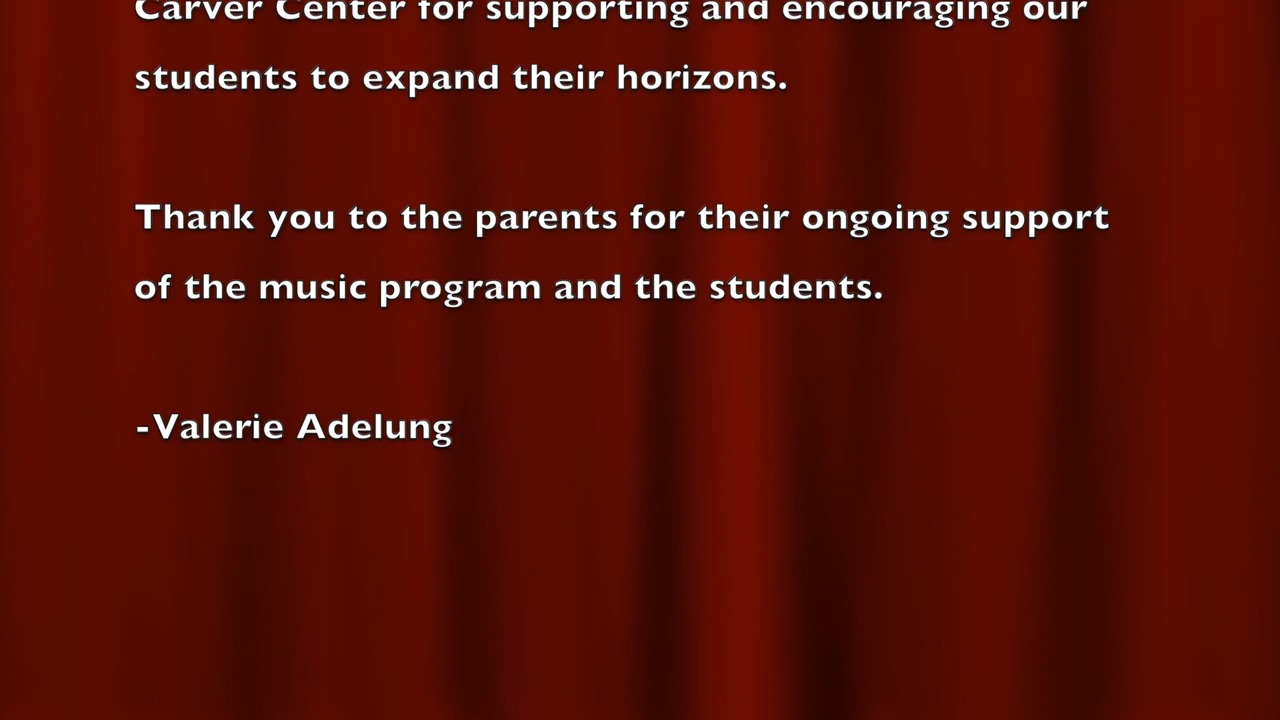 Carver Center for supporting and encouraging our
students to expand their horizons.
Thank you to the parents for their ongoing support
of the music program and the students.
-Valerie Adelung